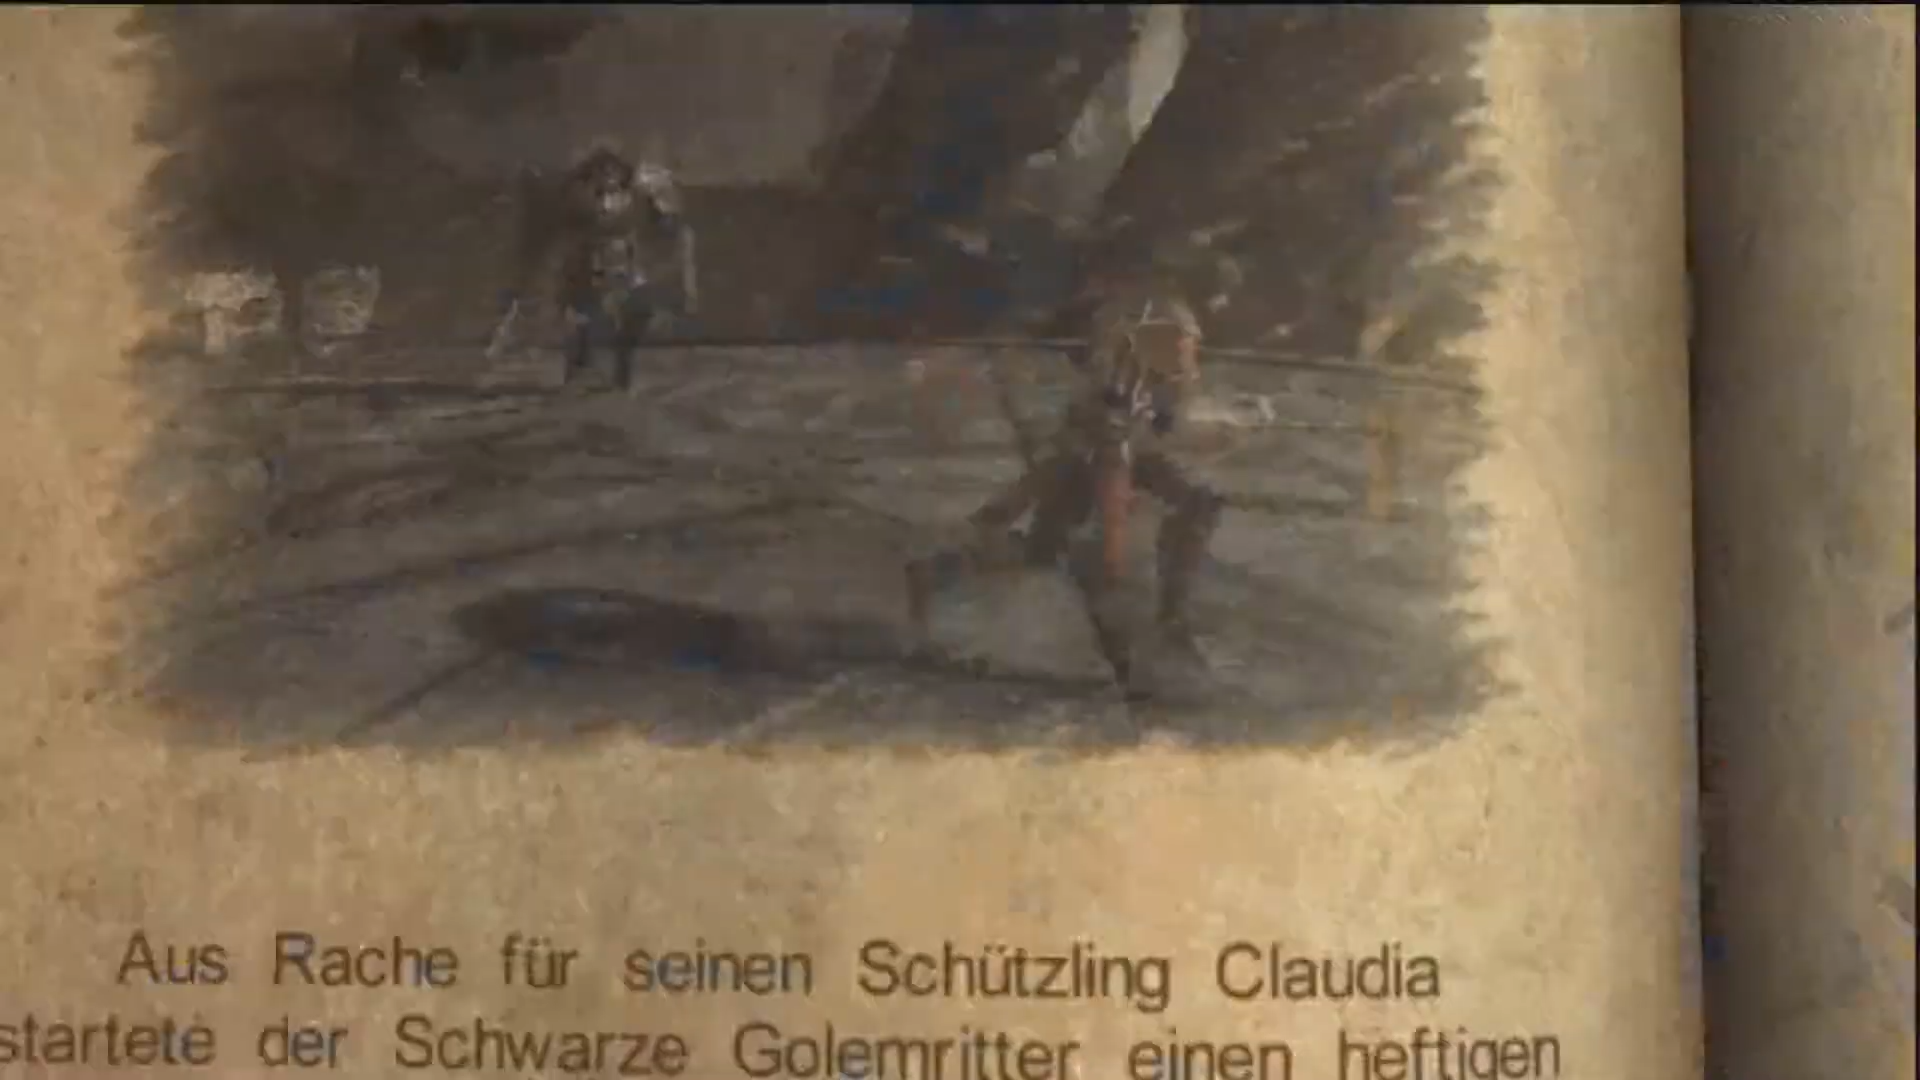 Aus Rache für seinen Schützling Claudia
startete der Schwarze Golemritter einen heftigen